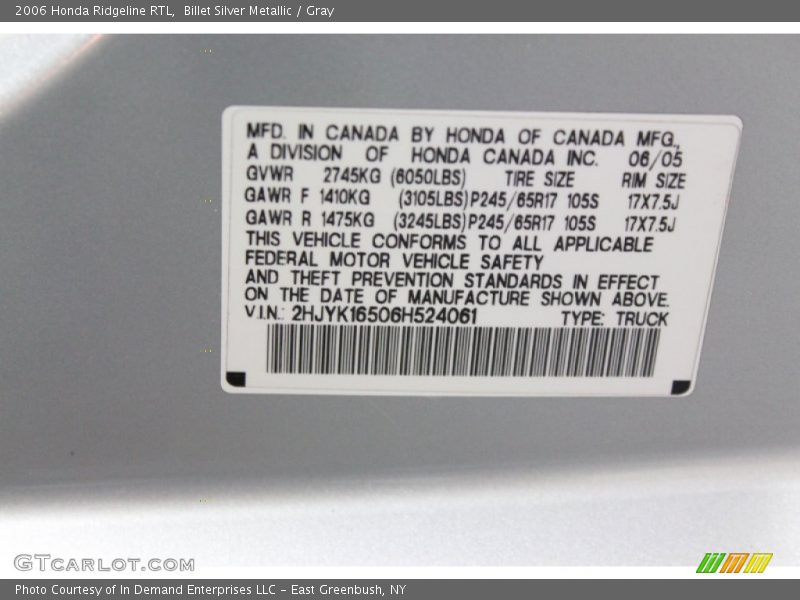 2006 Honda Ridgeline RTL, Billet Silver Metallic / Gray
MFD. IN CANADA BY HONDA OF CANADA MFG.,
A DIVISION OF HONDA CANADA INC. 06/05
GVWR 2745KG (6050LBS) TIRE SIZE RIM SIZE
GAWR F 1410KG (3105LBS) P245/65R17 105S 17X7.5J
GAWR R 1475KG (3245LBS) P245/65R17 105S 17X7.5J
THIS VEHICLE CONFORMS TO ALL APPLICABLE
FEDERAL MOTOR VEHICLE SAFETY
AND THEFT PREVENTION STANDARDS IN EFFECT
ON THE DATE OF MANUFACTURE SHOWN ABOVE.
V.I.N.: 2HJYK16506H524061 TYPE: TRUCK
GTCARLOT.COM
Photo Courtesy of In Demand Enterprises LLC - East Greenbush, NY